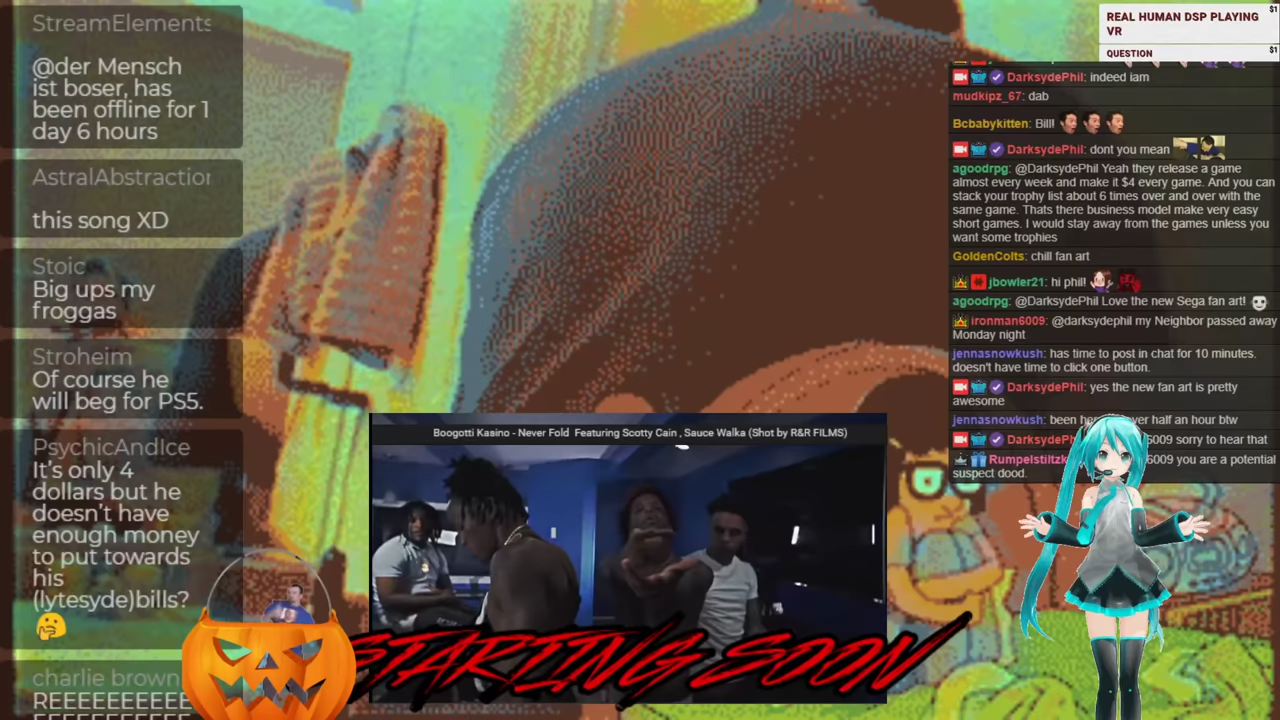 StreamElements
@der Mensch
ist boser, has
been offline for 1
day 6 hours
AstralAbstraction
this song XD
Stoic
Big ups my
froggas
Stroheim
Of course he
will beg for PS5.
PsychicAndIce
It's only 4
dollars but he
doesn't have
enough money
to put towards
his
(lytesyde)bills?
charlie brown
REEEEEEEEEE
Boogotti Kasino - Never Fold Featuring Scotty Cain , Sauce Walka (Shot by R&R FILMS)
STARTING SOON
REAL HUMAN DSP PLAYING $1
VR
QUESTION $1
DarksydePhil: indeed iam
mudkipz_67: dab
Bcbabykitten: Bill!
DarksydePhil: dont you mean
agoodrpg: @DarksydePhil Yeah they release a game
almost every week and make it $4 every game. And you can
stack your trophy list about 6 times over and over with the
same game. Thats there business model make very easy
short games. I would stay away from the games unless you
want some trophies
GoldenColts: chill fan art
jbowler21: hi phil!
agoodrpg: @DarksydePhil Love the new Sega fan art!
ironman6009: @darksydephil my Neighbor passed away
Monday night
jennasnowkush: has time to post in chat for 10 minutes.
doesn't have time to click one button.
DarksydePhil: yes the new fan art is pretty
awesome
jennasnowkush: been he ver half an hour btw
DarksydeP 6009 sorry to hear that
Rumpelstiltzk 6009 you are a potential
suspect dood.